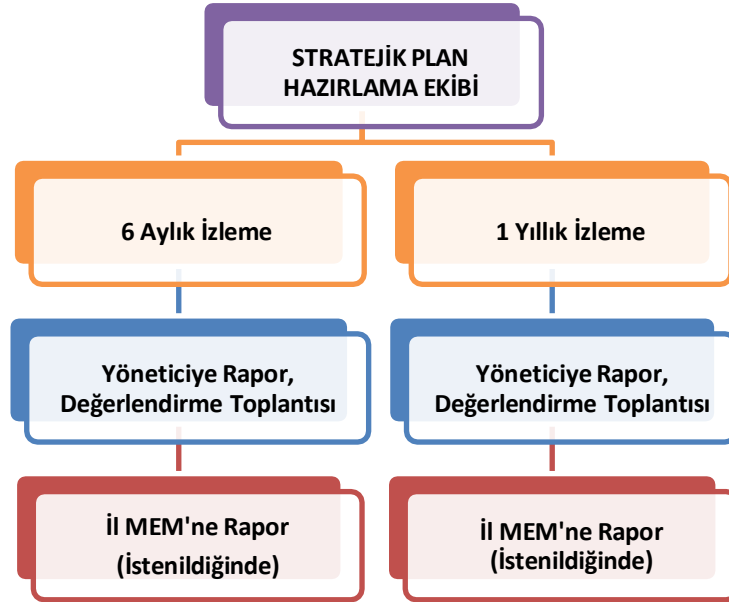 STRATEJİK PLAN
HAZIRLAMA EKİBİ
6 Aylık İzleme
1 Yıllık İzleme
Yöneticiye Rapor,
Değerlendirme Toplantısı
Yöneticiye Rapor,
Değerlendirme Toplantısı
İl MEM'ne Rapor
(İstenildiğinde)
İl MEM'ne Rapor
(İstenildiğinde)